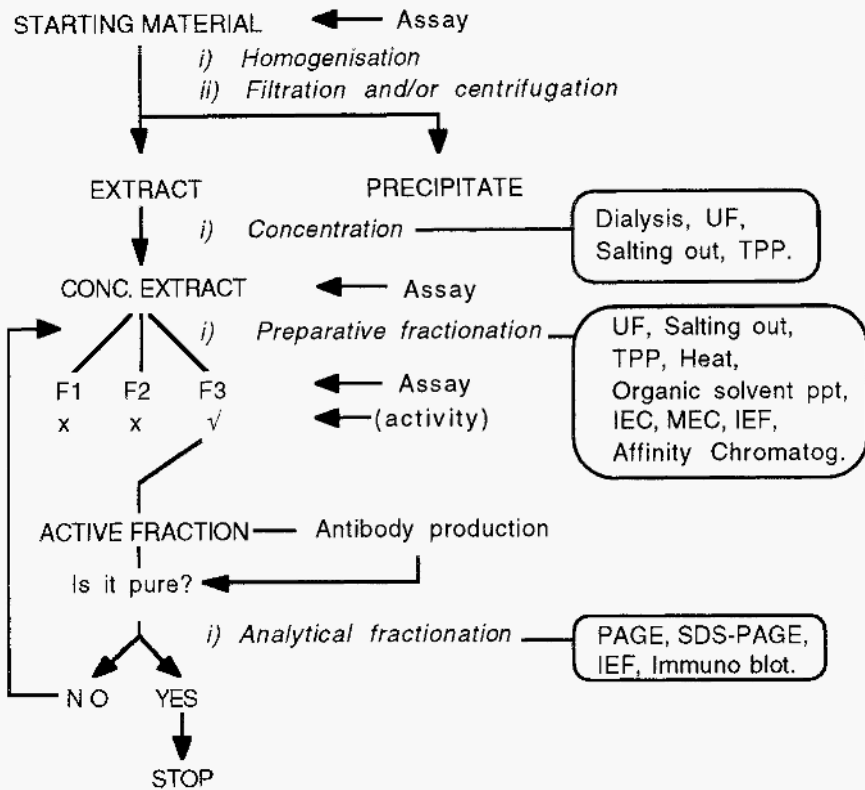 STARTING MATERIAL
Assay
i) Homogenisation
ii) Filtration and/or centrifugation
EXTRACT
PRECIPITATE
i) Concentration
Dialysis, UF,
Salting out, TPP.
CONC. EXTRACT
Assay
i) Preparative fractionation
UF, Salting out,
TPP, Heat,
Organic solvent ppt,
IEC, MEC, IEF,
Affinity Chromatog.
F1 F2 F3
Assay
x x √
(activity)
ACTIVE FRACTION
Antibody production
Is it pure?
i) Analytical fractionation
PAGE, SDS-PAGE,
IEF, Immuno blot.
NO YES
STOP